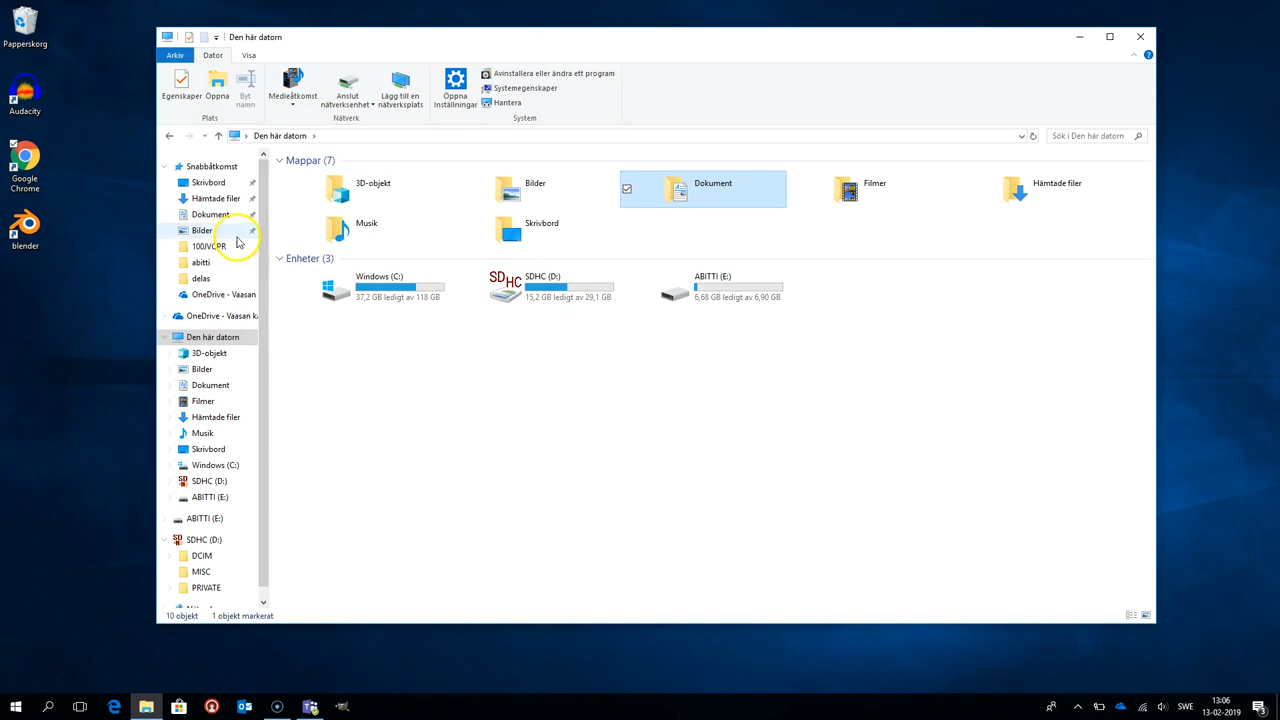 Papperskorg
Audacity
Google
Chrome
blender
Den här datorn
Arkiv
Dator
Visa
Egenskaper
Öppna
Byt
namn
Plats
Medieåtkomst
Anslut
nätverksenhet
Lägg till en
nätverksplats
Nätverk
Öppna
inställningar
Avinstallera eller ändra ett program
Systemegenskaper
Hantera
System
Den här datorn
Sök i Den här datorn
Snabbåtkomst
Skrivbord
Hämtade filer
Dokument
Bilder
100JVCPR
abitti
delas
OneDrive - Vaasan
OneDrive - Vaasan ka
Den här datorn
3D-objekt
Bilder
Dokument
Filmer
Hämtade filer
Musik
Skrivbord
Windows (C:)
SDHC (D:)
ABITTI (E:)
ABITTI (E:)
SDHC (D:)
DCIM
MISC
PRIVATE
Mappar (7)
3D-objekt
Bilder
Dokument
Filmer
Hämtade filer
Musik
Skrivbord
Enheter (3)
Windows (C:)
37,2 GB ledigt av 118 GB
SDHC
SDHC (D:)
15,2 GB ledigt av 29,1 GB
ABITTI (E:)
6,68 GB ledigt av 6,90 GB
10 objekt
1 objekt markerat
SWE
13:06
13-02-2019
3